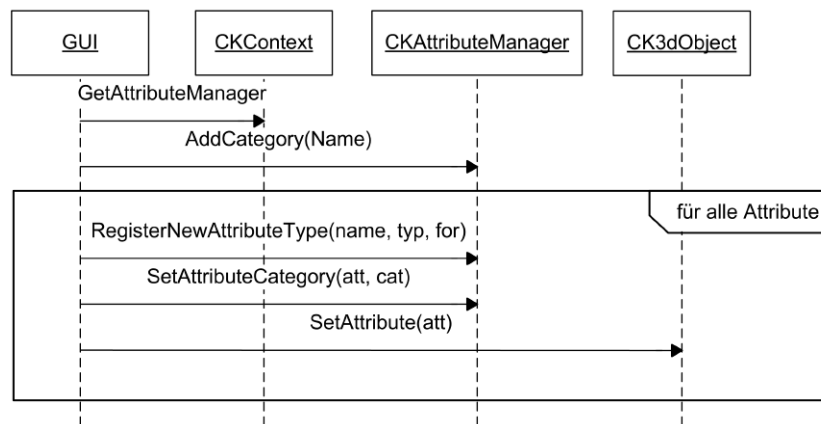 GUI
CKContext
CKAttributeManager
CK3dObject
GetAttributeManager
AddCategory(Name)
für alle Attribute
RegisterNewAttributeType(name, typ, for)
SetAttributeCategory(att, cat)
SetAttribute(att)